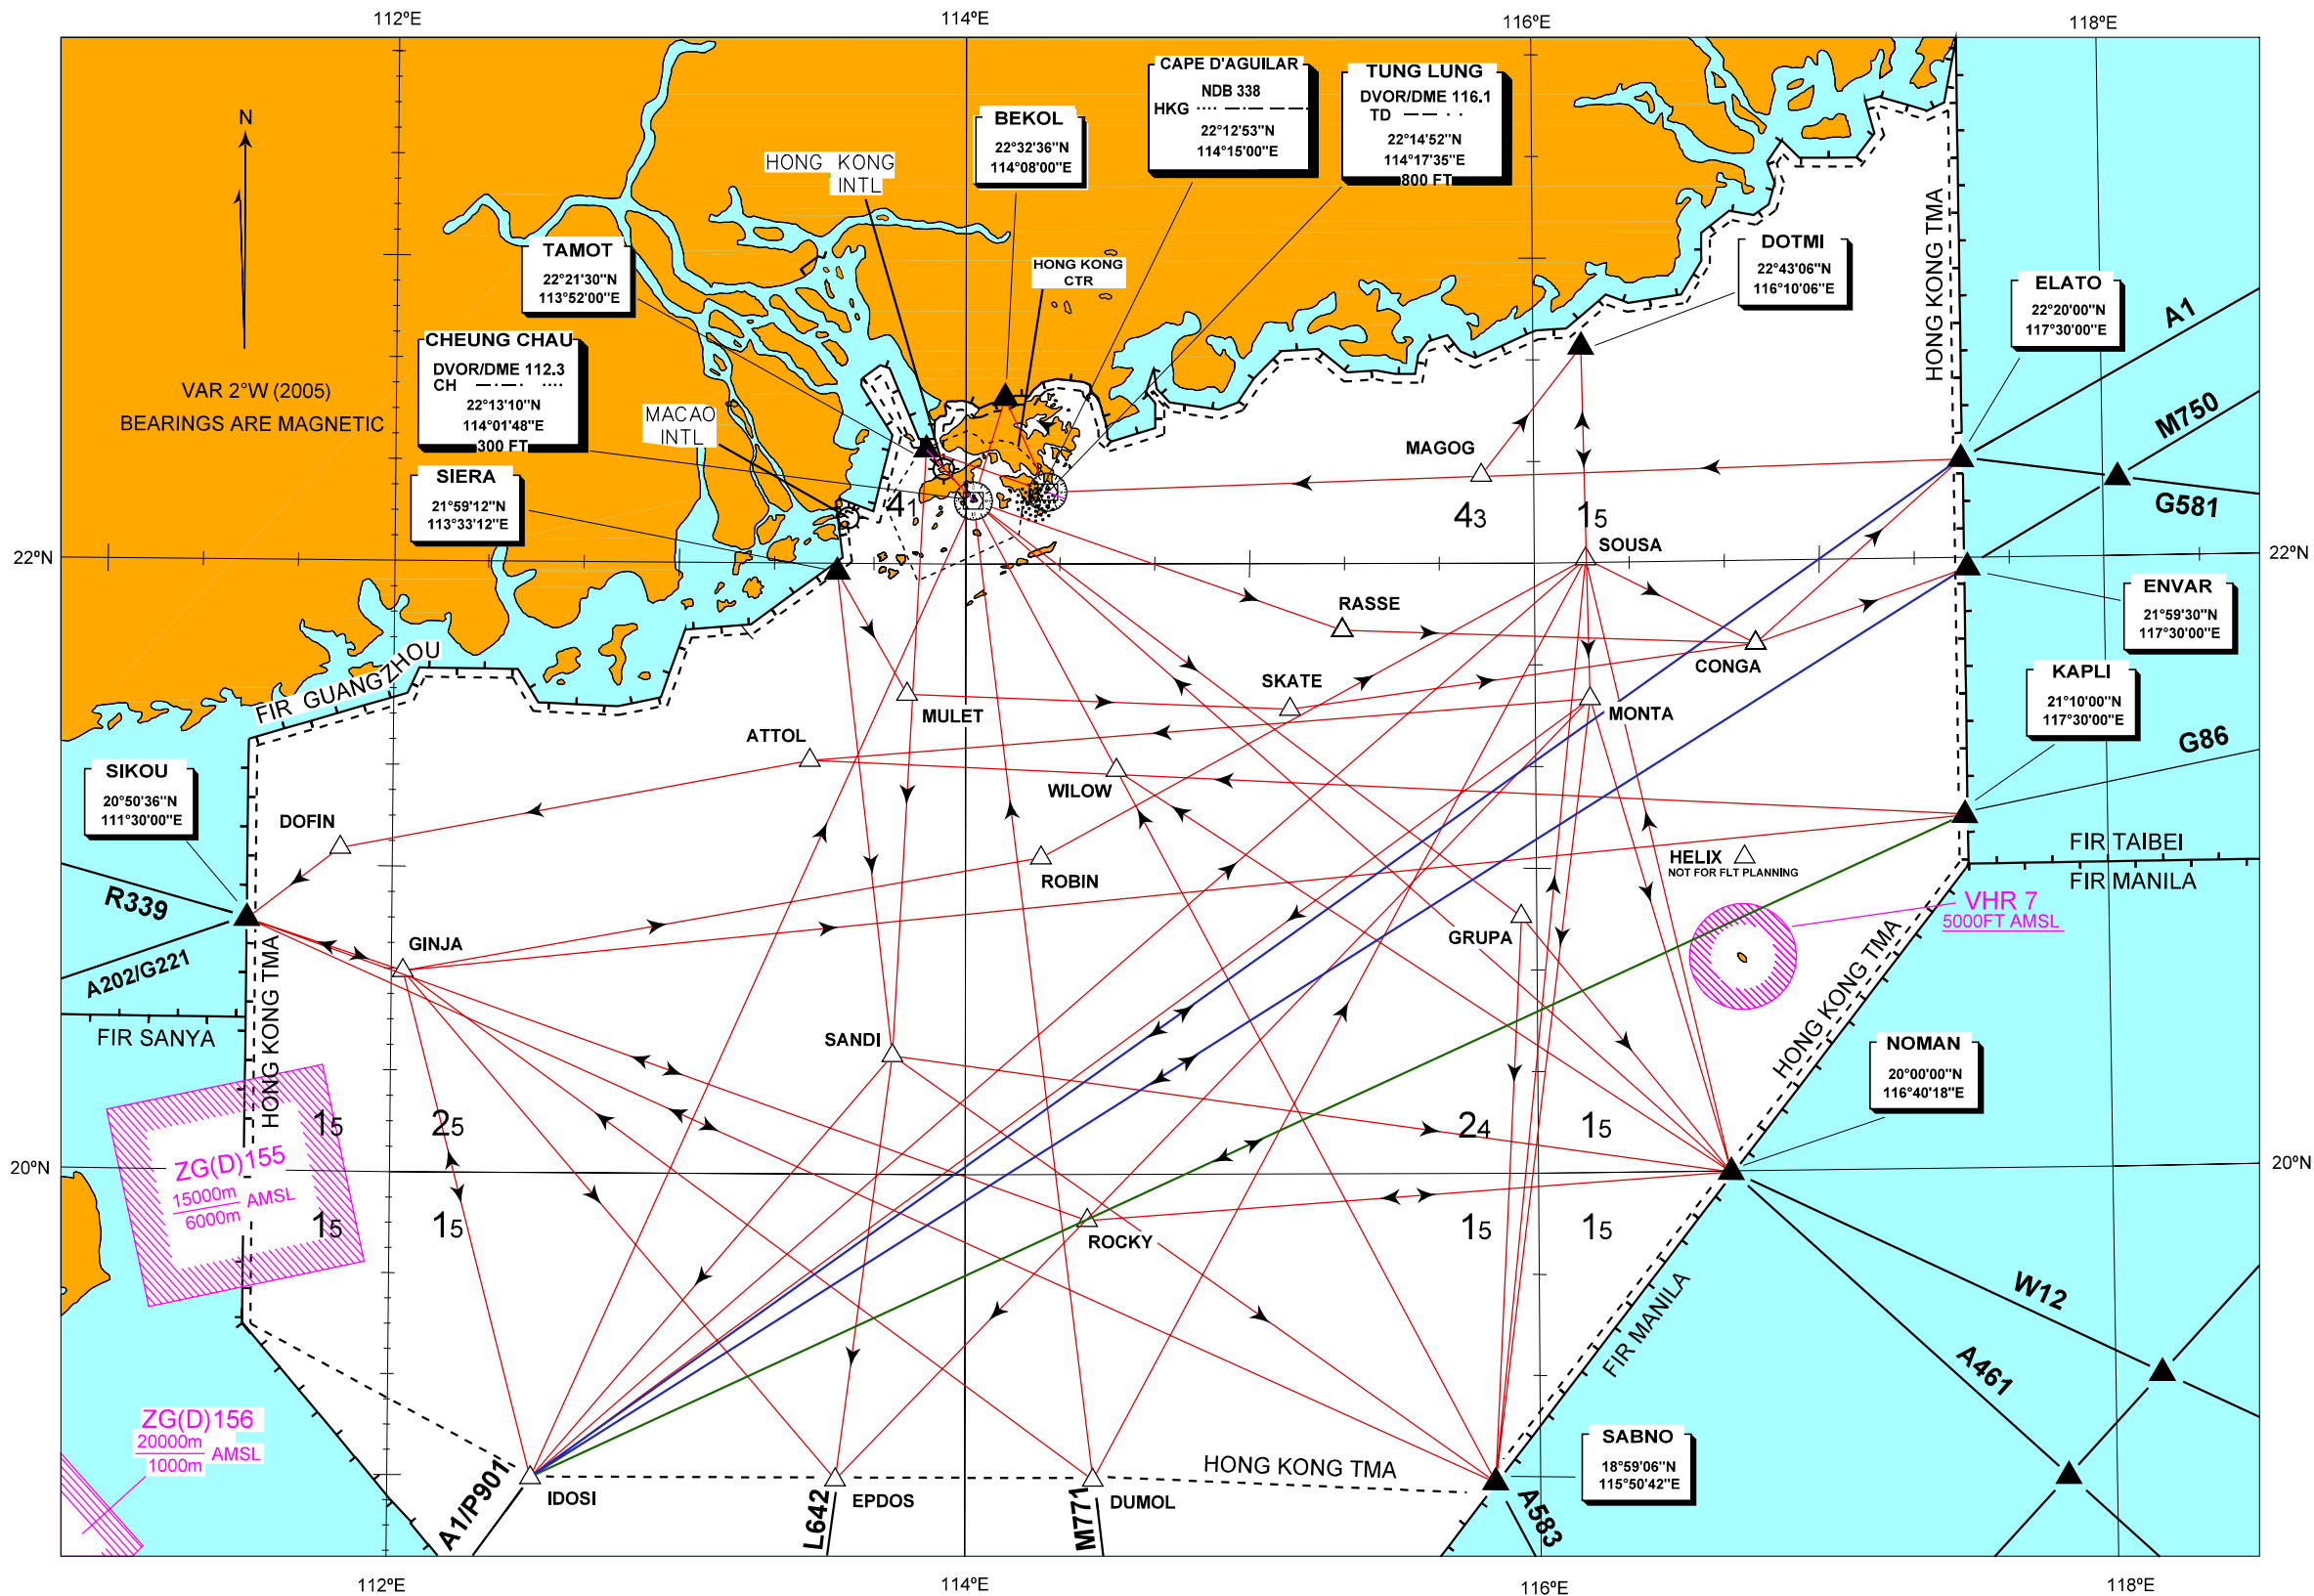 112ºE
114ºE
116ºE
118ºE
N
VAR 2°W (2005)
BEARINGS ARE MAGNETIC
HONG KONG
INTL
BEKOL
22°32'36"N
114°08'00"E
CAPE D'AGUILAR
NDB 338
HKG
22°12'53"N
114°15'00"E
TUNG LUNG
DVOR/DME 116.1
TD
22°14'52"N
114°17'35"E
800 FT
TAMOT
22°21'30"N
113°52'00"E
HONG KONG
CTR
DOTMI
22°43'06"N
116°10'06"E
HONG KONG TMA
ELATO
22°20'00"N
117°30'00"E
A1
M750
G581
CHEUNG CHAU
DVOR/DME 112.3
CH
22°13'10"N
114°01'48"E
300 FT
MACAO
INTL
SIERA
21°59'12"N
113°33'12"E
MAGOG
41
43
15
SOUSA
22°N
22°N
ENVAR
21°59'30"N
117°30'00"E
RASSE
CONGA
KAPLI
21°10'00"N
117°30'00"E
G86
FIR GUANGZHOU
SKATE
MULET
MONTA
ATTOL
WILOW
SIKOU
20°50'36"N
111°30'00"E
DOFIN
ROBIN
HELIX
NOT FOR FLT PLANNING
FIR TAIBEI
FIR MANILA
VHR 7
5000FT AMSL
R339
A202/G221
GINJA
GRUPA
HONG KONG TMA
HONG KONG TMA
FIR SANYA
SANDI
NOMAN
20°00'00"N
116°40'18"E
15
25
24
15
ZG(D)155
15000m
6000m
AMSL
20ºN
20ºN
15
15
ROCKY
15
15
W12
FIR MANILA
A461
ZG(D)156
20000m
1000m
AMSL
HONG KONG TMA
SABNO
18°59'06"N
115°50'42"E
A1/P901
IDOSI
L642
EPDOS
M771
DUMOL
A583
112ºE
114ºE
116ºE
118ºE